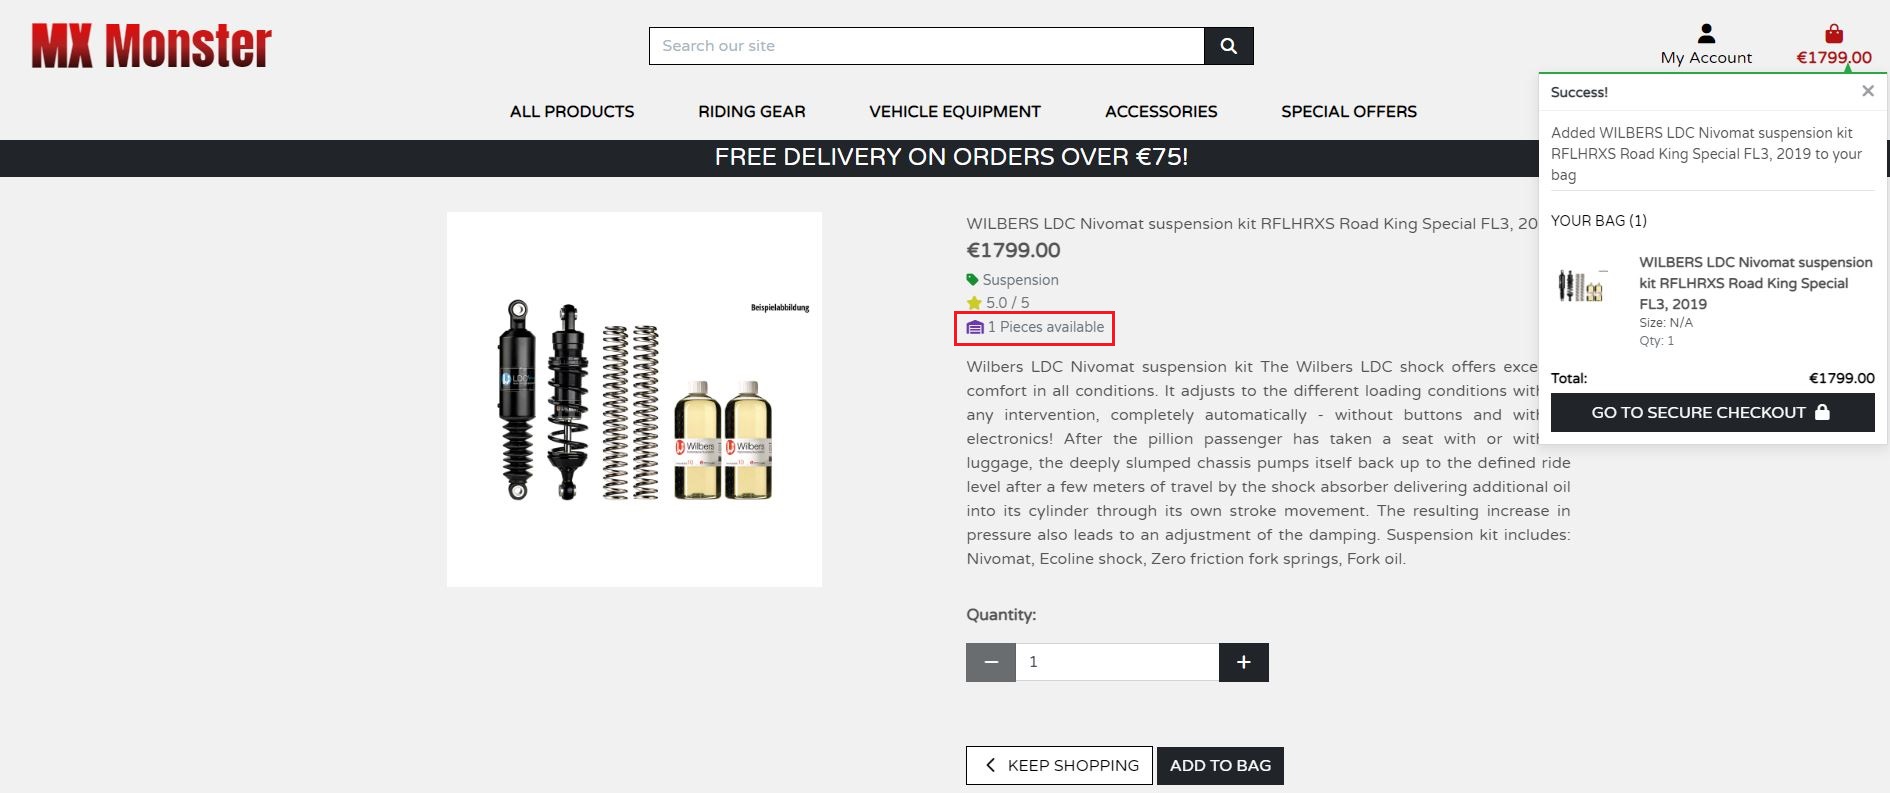 MX Monster
Search our site
My Account
€1799.00
ALL PRODUCTS
RIDING GEAR
VEHICLE EQUIPMENT
ACCESSORIES
SPECIAL OFFERS
FREE DELIVERY ON ORDERS OVER €75!
Success!
Added WILBERS LDC Nivomat suspension kit
RFLHRXS Road King Special FL3, 2019 to your
bag
YOUR BAG (1)
WILBERS LDC Nivomat suspension
kit RFLHRXS Road King Special
FL3, 2019
Size: N/A
Qty: 1
Total:
€1799.00
GO TO SECURE CHECKOUT
Beispielabbildung
LDC
Wilbers
Wilbers
WILBERS LDC Nivomat suspension kit RFLHRXS Road King Special FL3, 20
€1799.00
Suspension
5.0 / 5
1 Pieces available
Wilbers LDC Nivomat suspension kit The Wilbers LDC shock offers exce
comfort in all conditions. It adjusts to the different loading conditions with
any intervention, completely automatically - without buttons and with
electronics! After the pillion passenger has taken a seat with or with
luggage, the deeply slumped chassis pumps itself back up to the defined ride
level after a few meters of travel by the shock absorber delivering additional oil
into its cylinder through its own stroke movement. The resulting increase in
pressure also leads to an adjustment of the damping. Suspension kit includes:
Nivomat, Ecoline shock, Zero friction fork springs, Fork oil.
Quantity:
1
KEEP SHOPPING
ADD TO BAG